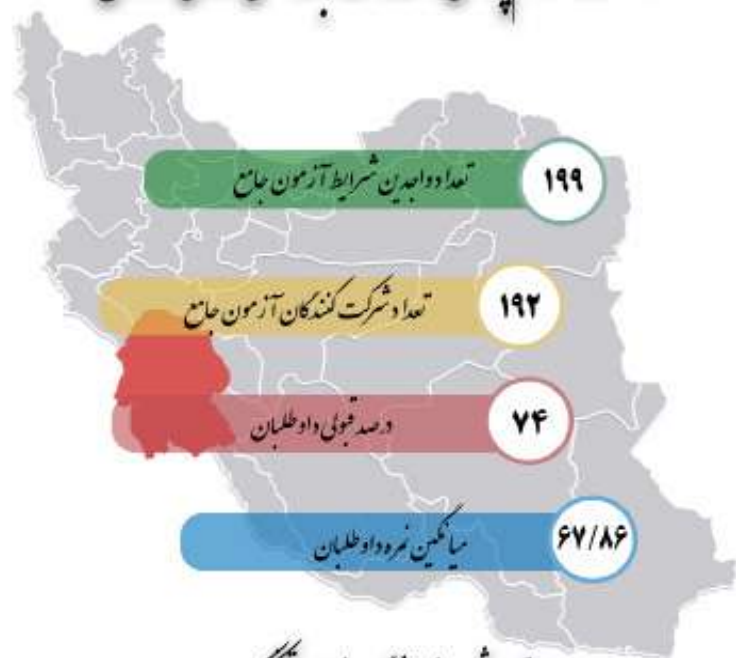 ۱۹۹ تعداد واجدین شرایط آزمون جامع
۱۹۲ تعداد شرکت کنندگان آزمون جامع
۷۴ درصد قبولی داوطلبان
۶۷/۸۶ میانگین نمره داوطلبان